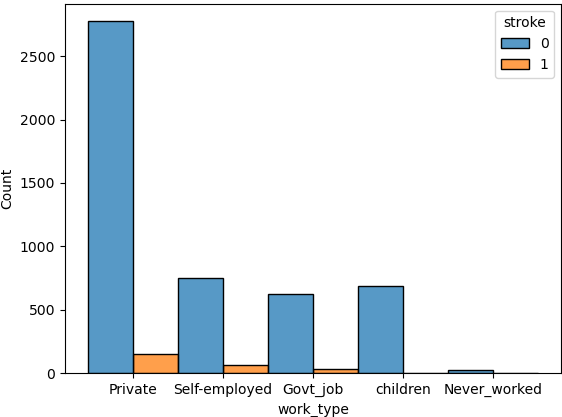 stroke
0
1
2500
2000
1500
1000
500
0
Count
Private Self-employed Govt_job children Never_worked
work_type